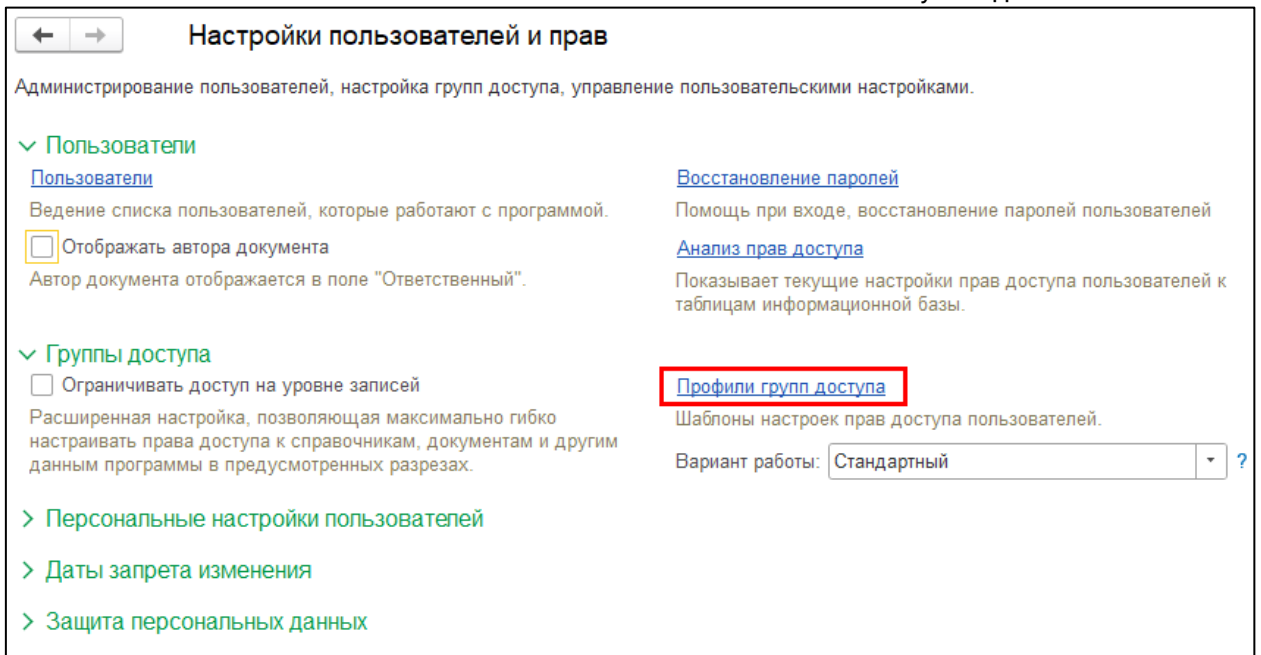 Настройки пользователей и прав
Администрирование пользователей, настройка групп доступа, управление пользовательскими настройками.
Пользователи
Пользователи
Ведение списка пользователей, которые работают с программой.
Отображать автора документа
Автор документа отображается в поле "Ответственный".
Восстановление паролей
Помощь при входе, восстановление паролей пользователей
Анализ прав доступа
Показывает текущие настройки прав доступа пользователей к
таблицам информационной базы.
Группы доступа
Ограничивать доступ на уровне записей
Расширенная настройка, позволяющая максимально гибко
настраивать права доступа к справочникам, документам и другим
данным программы в предусмотренных разрезах.
Профили групп доступа
Шаблоны настроек прав доступа пользователей.
Вариант работы: Стандартный ?
Персональные настройки пользователей
Даты запрета изменения
Защита персональных данных